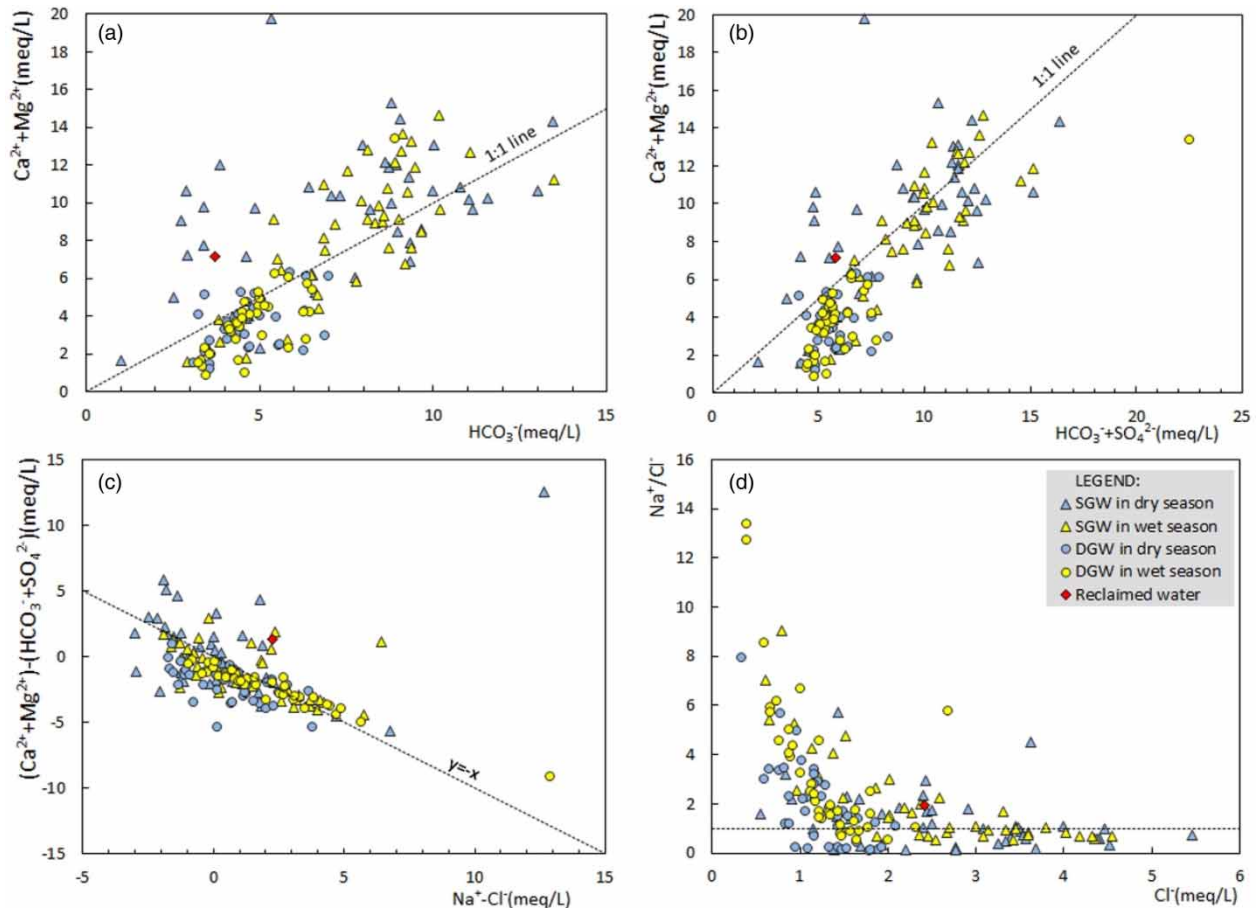 (a)
Ca²⁺+Mg²⁺(meq/L)
20
18
16
14
12
10
8
6
4
2
0
1:1 line
0 5 10 15
HCO₃⁻(meq/L)
(b)
Ca²⁺+Mg²⁺(meq/L)
20
18
16
14
12
10
8
6
4
2
0
1:1 line
0 5 10 15 20 25
HCO₃⁻+SO₄²⁻(meq/L)
(c)
(Ca²⁺+Mg²⁺)-(HCO₃⁻+SO₄²⁻)(meq/L)
15
10
5
0
-5
-10
-15
y=-x
-5 0 5 10 15
Na⁺-Cl⁻(meq/L)
(d)
Na⁺/Cl⁻
16
14
12
10
8
6
4
2
0
LEGEND:
SGW in dry season
SGW in wet season
DGW in dry season
DGW in wet season
Reclaimed water
0 1 2 3 4 5 6
Cl⁻(meq/L)